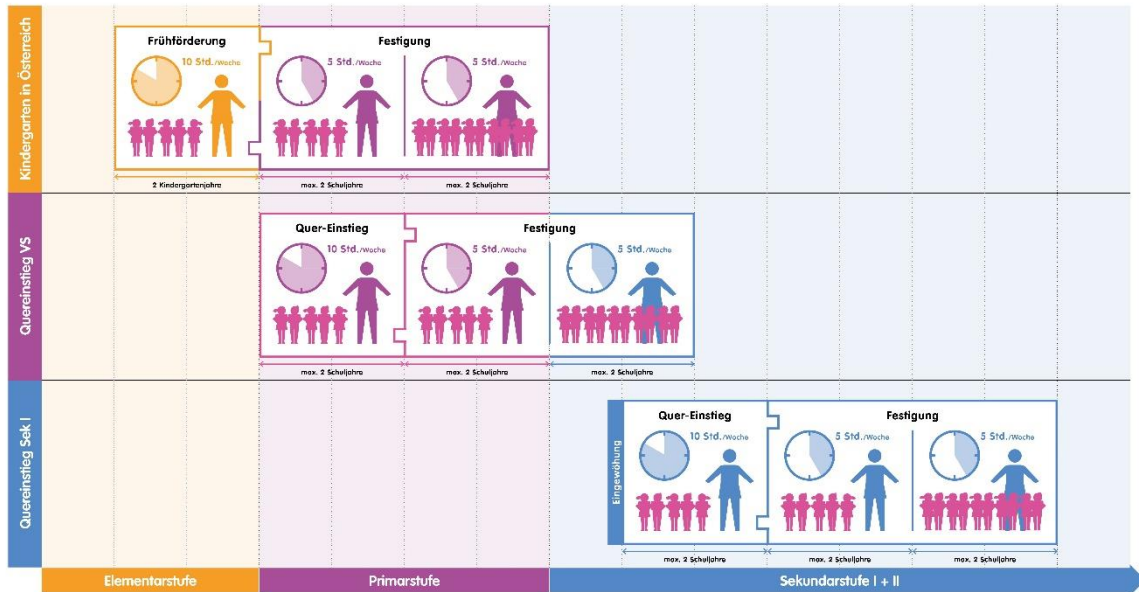 Kindergarten in Österreich
Frühförderung
Festigung
10 Std./Woche
5 Std./Woche
5 Std./Woche
2 Kindergartenjahre
max. 2 Schuljahre
max. 2 Schuljahre
Quereinstieg VS
Quer-Einstieg
Festigung
10 Std./Woche
5 Std./Woche
5 Std./Woche
max. 2 Schuljahre
max. 2 Schuljahre
max. 2 Schuljahre
Quereinstieg Sek I
Eingewöhung
Quer-Einstieg
Festigung
10 Std./Woche
5 Std./Woche
5 Std./Woche
max. 2 Schuljahre
max. 2 Schuljahre
max. 2 Schuljahre
Elementarstufe
Primarstufe
Sekundarstufe I + II